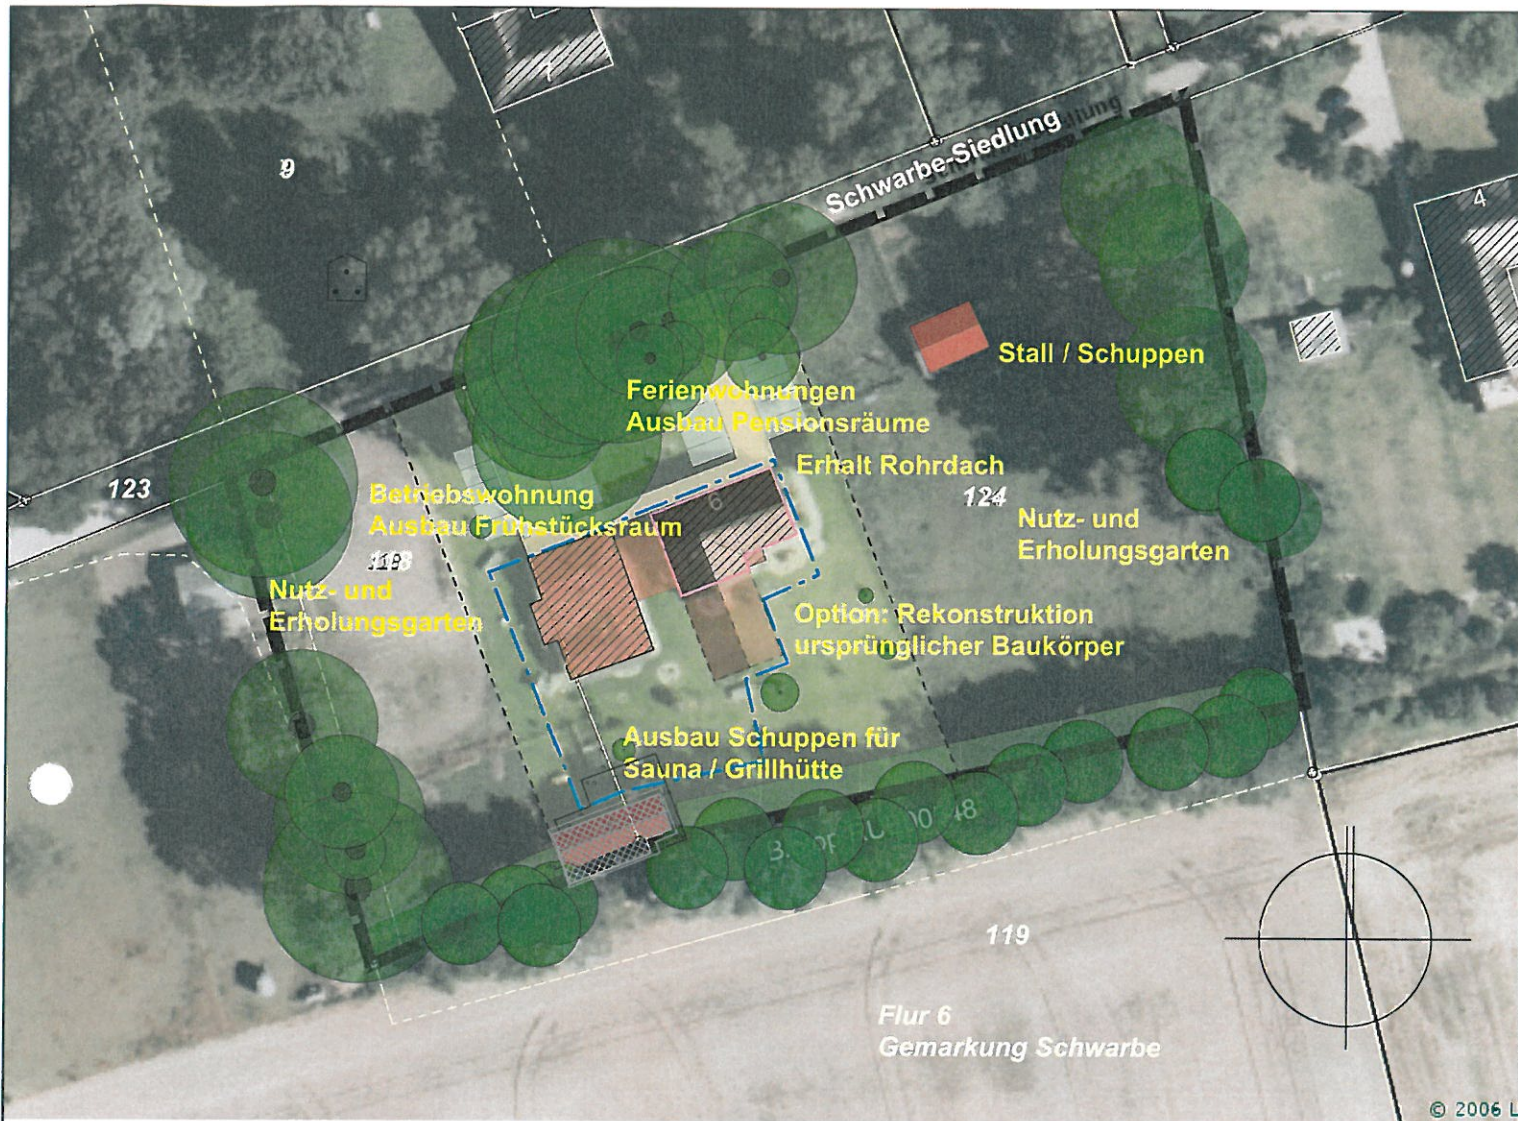 7
9
Schwarbe-Siedlung
4
Stall / Schuppen
Ferienwohnungen
Ausbau Pensionsräume
Erhalt Rohrdach
123
124
Betriebswohnung
Ausbau Frühstücksraum
6
Nutz- und
Erholungsgarten
Nutz- und
Erholungsgarten
Option: Rekonstruktion
ursprünglicher Baukörper
Ausbau Schuppen für
Sauna / Grillhütte
119
Flur 6
Gemarkung Schwarbe
© 2006